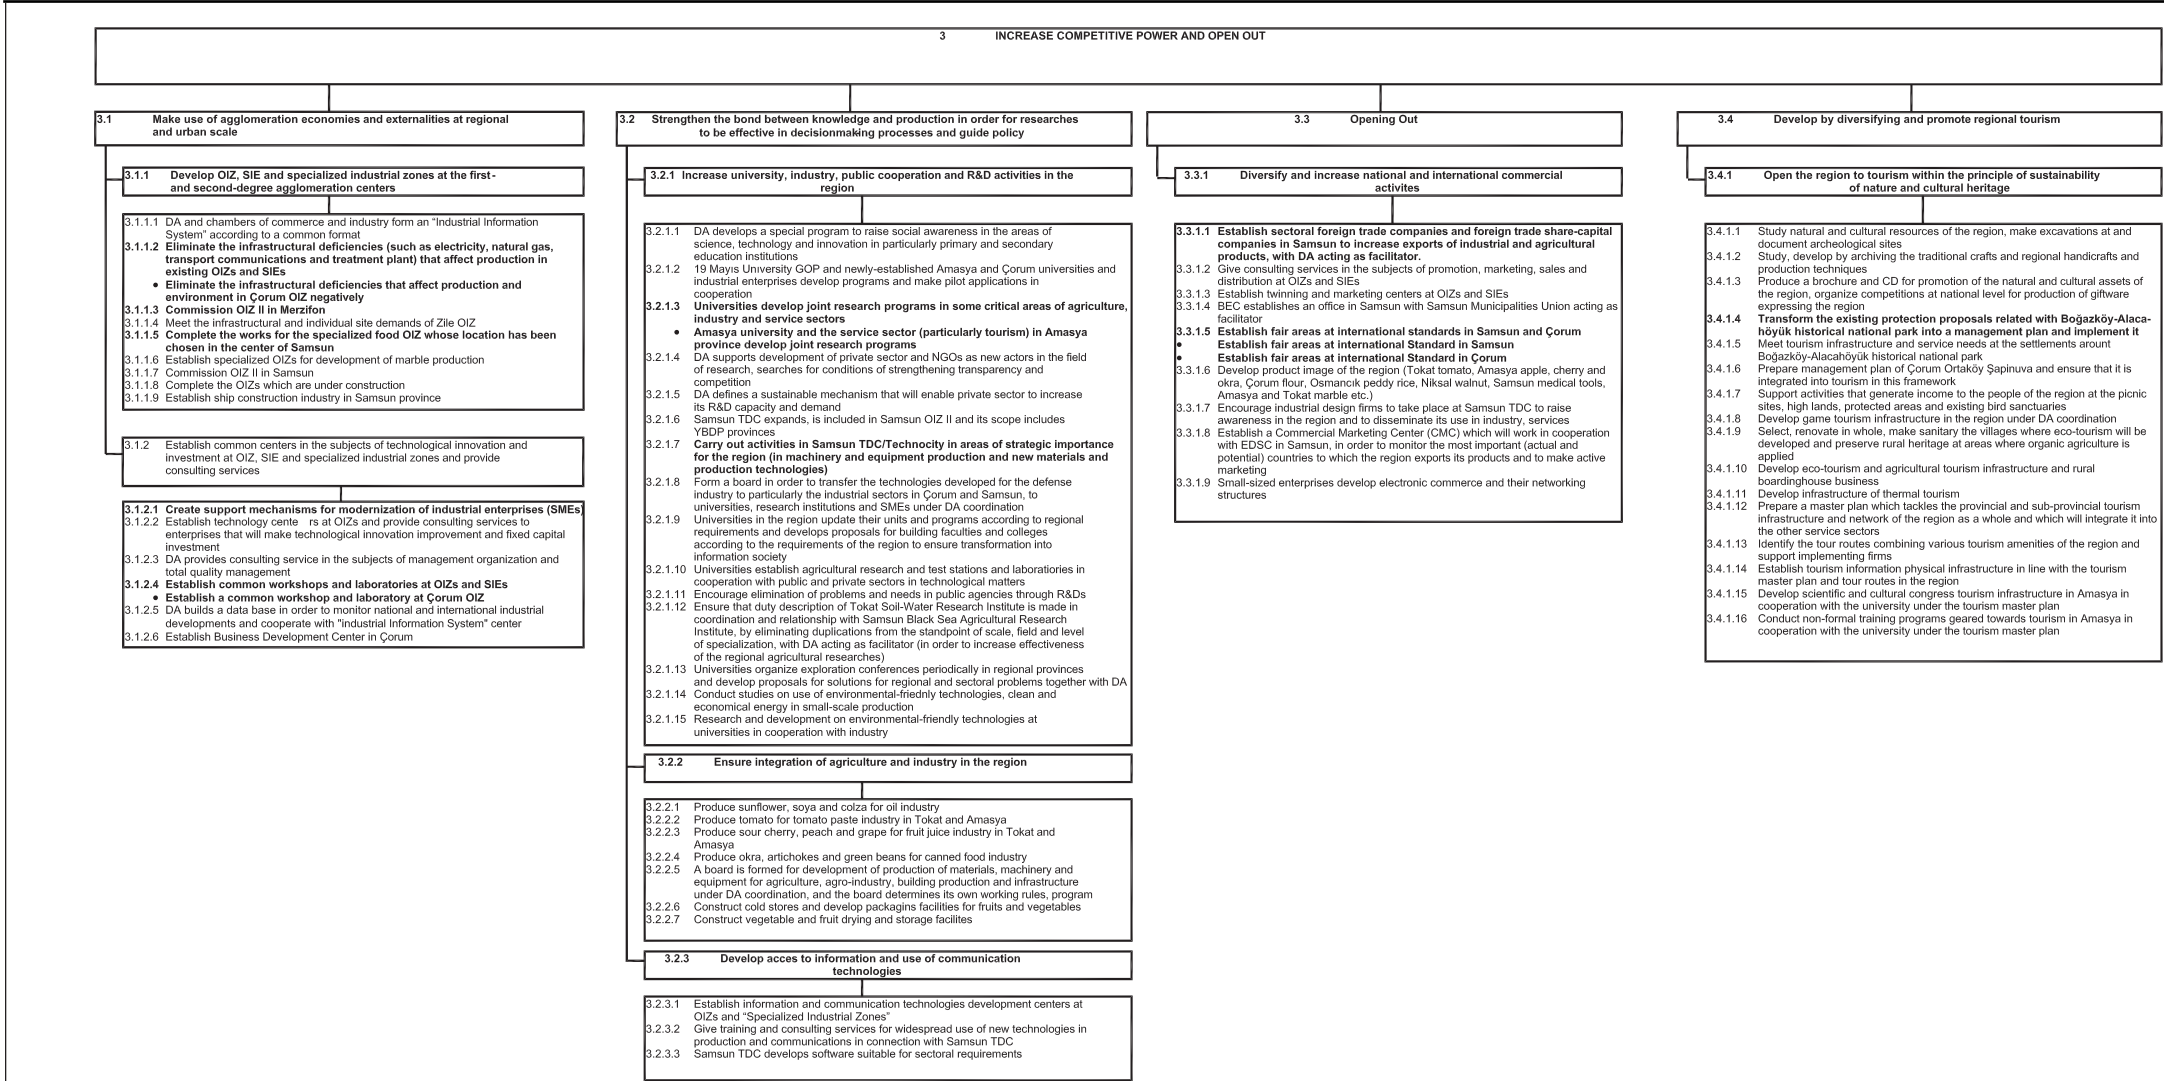 3 INCREASE COMPETITIVE POWER AND OPEN OUT
3.1 Make use of agglomeration economies and externalities at regional
and urban scale
3.1.1 Develop OIZ, SIE and specialized industrial zones at the first-
and second-degree agglomeration centers
3.1.1.1 DA and chambers of commerce and industry form an “Industrial Information
System” according to a common format
3.1.1.2 Eliminate the infrastructural deficiencies (such as electricity, natural gas,
transport communications and treatment plant) that affect production in
existing OIZs and SIEs
• Eliminate the infrastructural deficiencies that affect production and
environment in Çorum OIZ negatively
3.1.1.3 Commission OIZ II in Merzifon
3.1.1.4 Meet the infrastructural and individual site demands of Zile OIZ
3.1.1.5 Complete the works for the specialized food OIZ whose location has been
chosen in the center of Samsun
3.1.1.6 Establish specialized OIZs for development of marble production
3.1.1.7 Commission OIZ II in Samsun
3.1.1.8 Complete the OIZs which are under construction
3.1.1.9 Establish ship construction industry in Samsun province
3.1.2 Establish common centers in the subjects of technological innovation and
investment at OIZ, SIE and specialized industrial zones and provide
consulting services
3.1.2.1 Create support mechanisms for modernization of industrial enterprises (SMEs)
3.1.2.2 Establish technology cente rs at OIZs and provide consulting services to
enterprises that will make technological innovation improvement and fixed capital
investment
3.1.2.3 DA provides consulting service in the subjects of management organization and
total quality management
3.1.2.4 Establish common workshops and laboratories at OIZs and SIEs
• Establish a common workshop and laboratory at Çorum OIZ
3.1.2.5 DA builds a data base in order to monitor national and international industrial
developments and cooperate with "industrial Information System" center
3.1.2.6 Establish Business Development Center in Çorum
3.2 Strengthen the bond between knowledge and production in order for researches
to be effective in decisionmaking processes and guide policy
3.2.1 Increase university, industry, public cooperation and R&D activities in the
region
3.2.1.1 DA develops a special program to raise social awareness in the areas of
science, technology and innovation in particularly primary and secondary
education institutions
3.2.1.2 19 Mayıs University GOP and newly-established Amasya and Çorum universities and
industrial enterprises develop programs and make pilot applications in
cooperation
3.2.1.3 Universities develop joint research programs in some critical areas of agriculture,
industry and service sectors
• Amasya university and the service sector (particularly tourism) in Amasya
province develop joint research programs
3.2.1.4 DA supports development of private sector and NGOs as new actors in the field
of research, searches for conditions of strengthening transparency and
competition
3.2.1.5 DA defines a sustainable mechanism that will enable private sector to increase
its R&D capacity and demand
3.2.1.6 Samsun TDC expands, is included in Samsun OIZ II and its scope includes
YBDP provinces
3.2.1.7 Carry out activities in Samsun TDC/Technocity in areas of strategic importance
for the region (in machinery and equipment production and new materials and
production technologies)
3.2.1.8 Form a board in order to transfer the technologies developed for the defense
industry to particularly the industrial sectors in Çorum and Samsun, to
universities, research institutions and SMEs under DA coordination
3.2.1.9 Universities in the region update their units and programs according to regional
requirements and develops proposals for building faculties and colleges
according to the requirements of the region to ensure transformation into
information society
3.2.1.10 Universities establish agricultural research and test stations and laboratories in
cooperation with public and private sectors in technological matters
3.2.1.11 Encourage elimination of problems and needs in public agencies through R&Ds
3.2.1.12 Ensure that duty description of Tokat Soil-Water Research Institute is made in
coordination and relationship with Samsun Black Sea Agricultural Research
Institute, by eliminating duplications from the standpoint of scale, field and level
of specialization, with DA acting as facilitator (in order to increase effectiveness
of the regional agricultural researches)
3.2.1.13 Universities organize exploration conferences periodically in regional provinces
and develop proposals for solutions for regional and sectoral problems together with DA
3.2.1.14 Conduct studies on use of environmental-friednly technologies, clean and
economical energy in small-scale production
3.2.1.15 Research and development on environmental-friendly technologies at
universities in cooperation with industry
3.2.2 Ensure integration of agriculture and industry in the region
3.2.2.1 Produce sunflower, soya and colza for oil industry
3.2.2.2 Produce tomato for tomato paste industry in Tokat and Amasya
3.2.2.3 Produce sour cherry, peach and grape for fruit juice industry in Tokat and
Amasya
3.2.2.4 Produce okra, artichokes and green beans for canned food industry
3.2.2.5 A board is formed for development of production of materials, machinery and
equipment for agriculture, agro-industry, building production and infrastructure
under DA coordination, and the board determines its own working rules, program
3.2.2.6 Construct cold stores and develop packagins facilities for fruits and vegetables
3.2.2.7 Construct vegetable and fruit drying and storage facilites
3.2.3 Develop acces to information and use of communication
technologies
3.2.3.1 Establish information and communication technologies development centers at
OIZs and “Specialized Industrial Zones”
3.2.3.2 Give training and consulting services for widespread use of new technologies in
production and communications in connection with Samsun TDC
3.2.3.3 Samsun TDC develops software suitable for sectoral requirements
3.3 Opening Out
3.3.1 Diversify and increase national and international commercial
activites
3.3.1.1 Establish sectoral foreign trade companies and foreign trade share-capital
companies in Samsun to increase exports of industrial and agricultural
products, with DA acting as facilitator.
3.3.1.2 Give consulting services in the subjects of promotion, marketing, sales and
distribution at OIZs and SIEs
3.3.1.3 Establish twinning and marketing centers at OIZs and SIEs
3.3.1.4 BEC establishes an office in Samsun with Samsun Municipalities Union acting as
facilitator
3.3.1.5 Establish fair areas at international standards in Samsun and Çorum
• Establish fair areas at international Standard in Samsun
• Establish fair areas at international Standard in Çorum
3.3.1.6 Develop product image of the region (Tokat tomato, Amasya apple, cherry and
okra, Çorum flour, Osmancık peddy rice, Niksal walnut, Samsun medical tools,
Amasya and Tokat marble etc.)
3.3.1.7 Encourage industrial design firms to take place at Samsun TDC to raise
awareness in the region and to disseminate its use in industry, services
3.3.1.8 Establish a Commercial Marketing Center (CMC) which will work in cooperation
with EDSC in Samsun, in order to monitor the most important (actual and
potential) countries to which the region exports its products and to make active
marketing
3.3.1.9 Small-sized enterprises develop electronic commerce and their networking
structures
3.4 Develop by diversifying and promote regional tourism
3.4.1 Open the region to tourism within the principle of sustainability
of nature and cultural heritage
3.4.1.1 Study natural and cultural resources of the region, make excavations at and
document archeological sites
3.4.1.2 Study, develop by archiving the traditional crafts and regional handicrafts and
production techniques
3.4.1.3 Produce a brochure and CD for promotion of the natural and cultural assets of
the region, organize competitions at national level for production of giftware
expressing the region
3.4.1.4 Transform the existing protection proposals related with Boğazköy-Alaca-
höyük historical national park into a management plan and implement it
3.4.1.5 Meet tourism infrastructure and service needs at the settlements arount
Boğazköy-Alacahöyük historical national park
3.4.1.6 Prepare management plan of Çorum Ortaköy Şapinuva and ensure that it is
integrated into tourism in this framework
3.4.1.7 Support activities that generate income to the people of the region at the picnic
sites, high lands, protected areas and existing bird sanctuaries
3.4.1.8 Develop game tourism infrastructure in the region under DA coordination
3.4.1.9 Select, renovate in whole, make sanitary the villages where eco-tourism will be
developed and preserve rural heritage at areas where organic agriculture is
applied
3.4.1.10 Develop eco-tourism and agricultural tourism infrastructure and rural
boardinghouse business
3.4.1.11 Develop infrastructure of thermal tourism
3.4.1.12 Prepare a master plan which tackles the provincial and sub-provincial tourism
infrastructure and network of the region as a whole and which will integrate it into
the other service sectors
3.4.1.13 Identify the tour routes combining various tourism amenities of the region and
support implementing firms
3.4.1.14 Establish tourism information physical infrastructure in line with the tourism
master plan and tour routes in the region
3.4.1.15 Develop scientific and cultural congress tourism infrastructure in Amasya in
cooperation with the university under the tourism master plan
3.4.1.16 Conduct non-formal training programs geared towards tourism in Amasya in
cooperation with the university under the tourism master plan